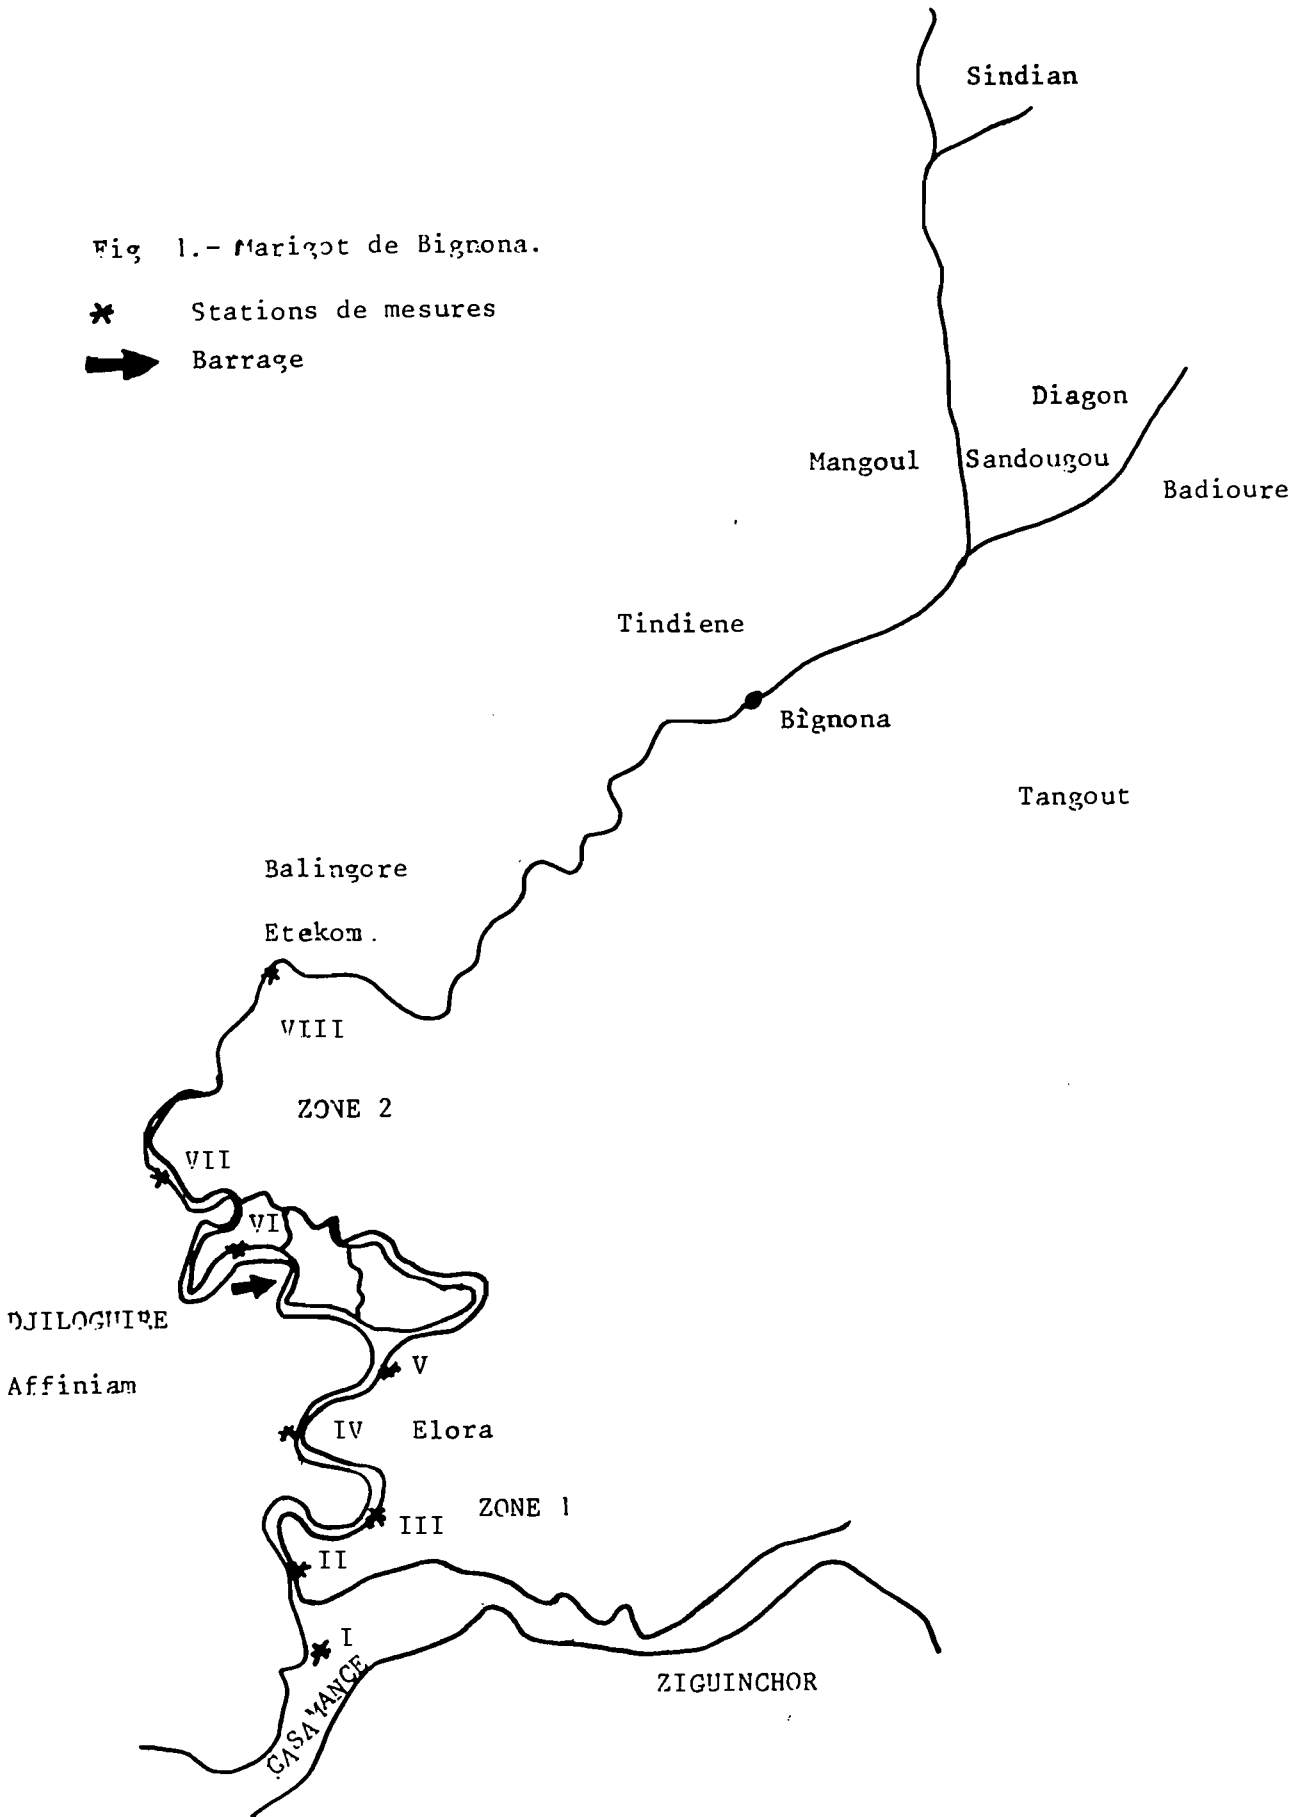 Sindian
Fig 1.- Marigot de Bignona.
Stations de mesures
Barrage
Diagon
Mangoul
Sandougou
Badioure
Tindiene
Bignona
Tangout
Balingore
Etekom.
VIII
ZONE 2
VII
VI
DJILOGUIRE
V
Affiniam
IV
Elora
ZONE 1
III
II
I
CASAMANCE
ZIGUINCHOR